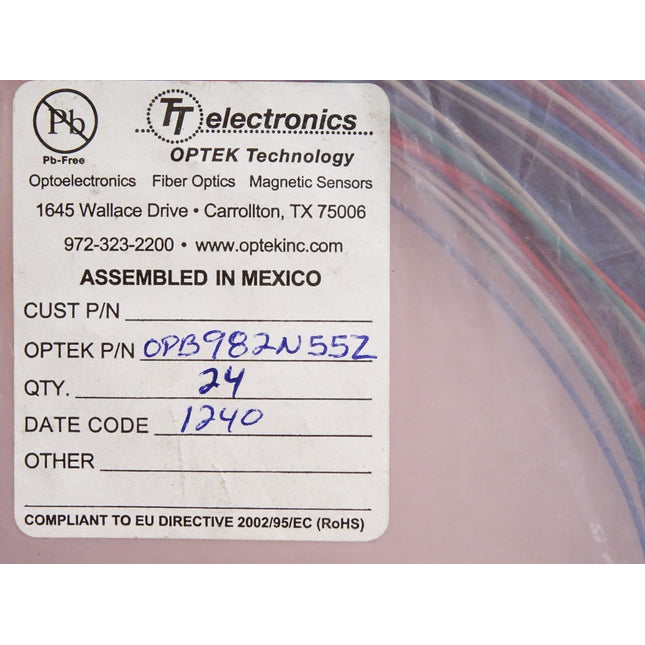 Pb
Pb-Free
TT electronics
OPTEK Technology
Optoelectronics Fiber Optics Magnetic Sensors
1645 Wallace Drive • Carrollton, TX 75006
972-323-2200 • www.optekinc.com
ASSEMBLED IN MEXICO
CUST P/N
OPTEK P/N OPB982N55Z
QTY. 24
DATE CODE 1240
OTHER
COMPLIANT TO EU DIRECTIVE 2002/95/EC (RoHS)